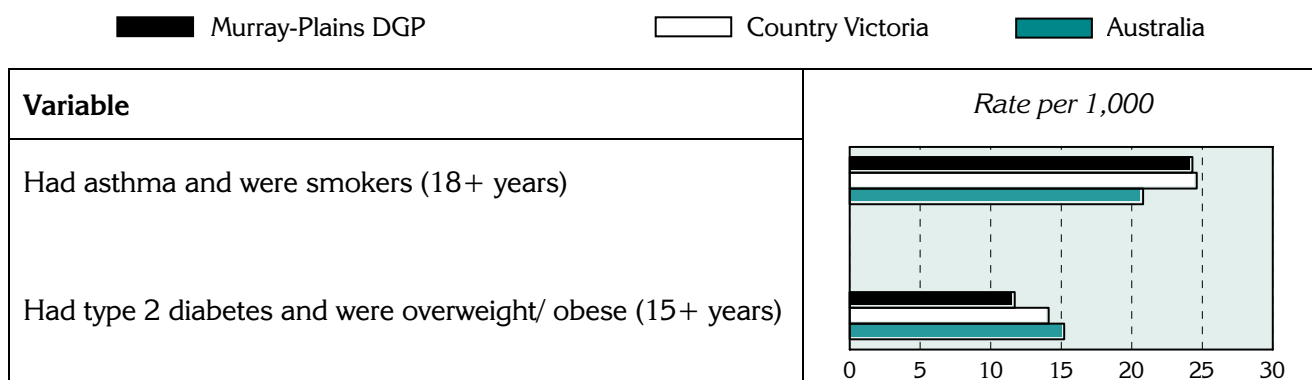 Murray-Plains DGP Country Victoria Australia
Variable Rate per 1,000
Had asthma and were smokers (18+ years)
Had type 2 diabetes and were overweight/ obese (15+ years)
0 5 10 15 20 25 30